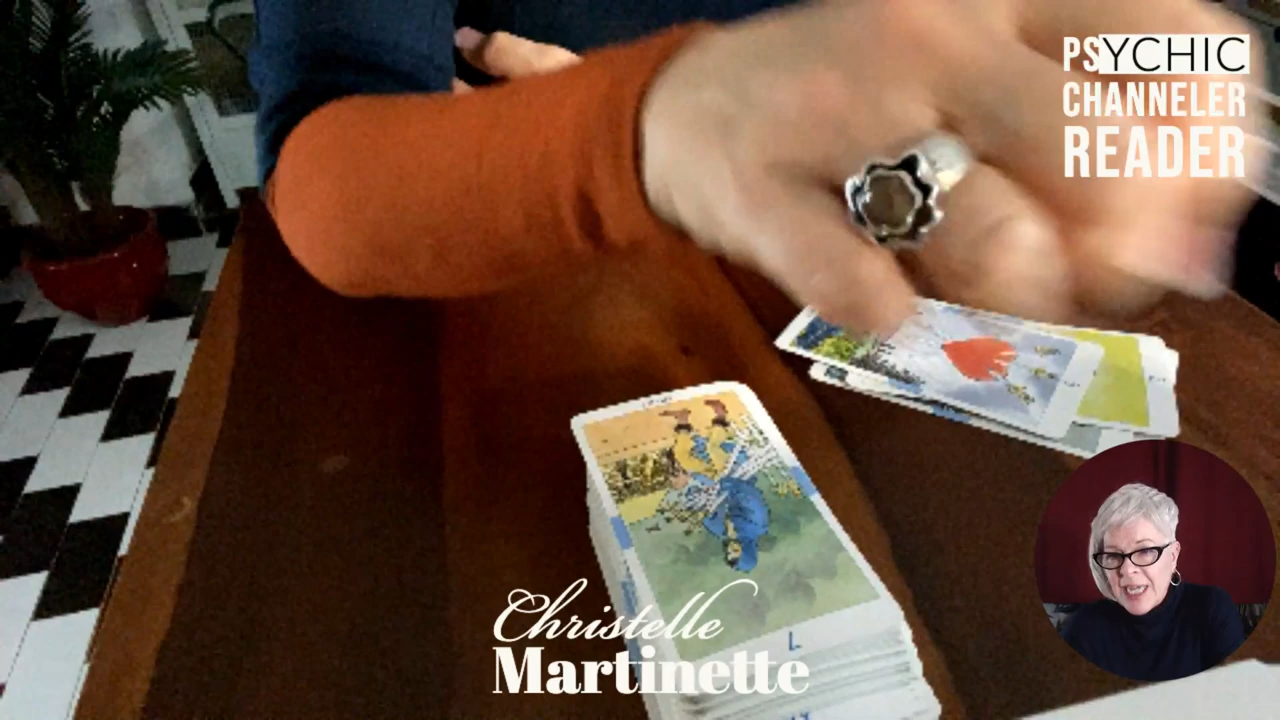 PSYCHIC
CHANNELER
READER
Christelle
Martinette